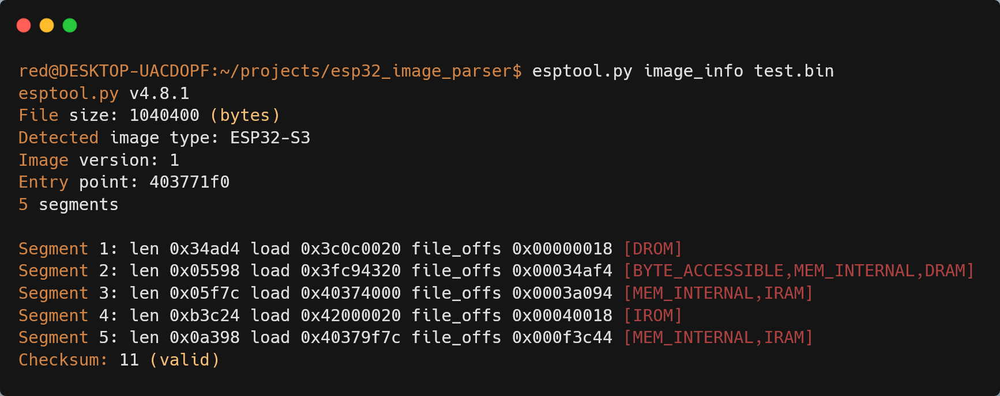 red@DESKTOP-UACDOPF:~/projects/esp32_image_parser$ esptool.py image_info test.bin
esptool.py v4.8.1
File size: 1040400 (bytes)
Detected image type: ESP32-S3
Image version: 1
Entry point: 403771f0
5 segments

Segment 1: len 0x34ad4 load 0x3c0c0020 file_offs 0x00000018 [DROM]
Segment 2: len 0x05598 load 0x3fc94320 file_offs 0x00034af4 [BYTE_ACCESSIBLE,MEM_INTERNAL,DRAM]
Segment 3: len 0x05f7c load 0x40374000 file_offs 0x0003a094 [MEM_INTERNAL,IRAM]
Segment 4: len 0xb3c24 load 0x42000020 file_offs 0x00040018 [IROM]
Segment 5: len 0x0a398 load 0x40379f7c file_offs 0x000f3c44 [MEM_INTERNAL,IRAM]
Checksum: 11 (valid)